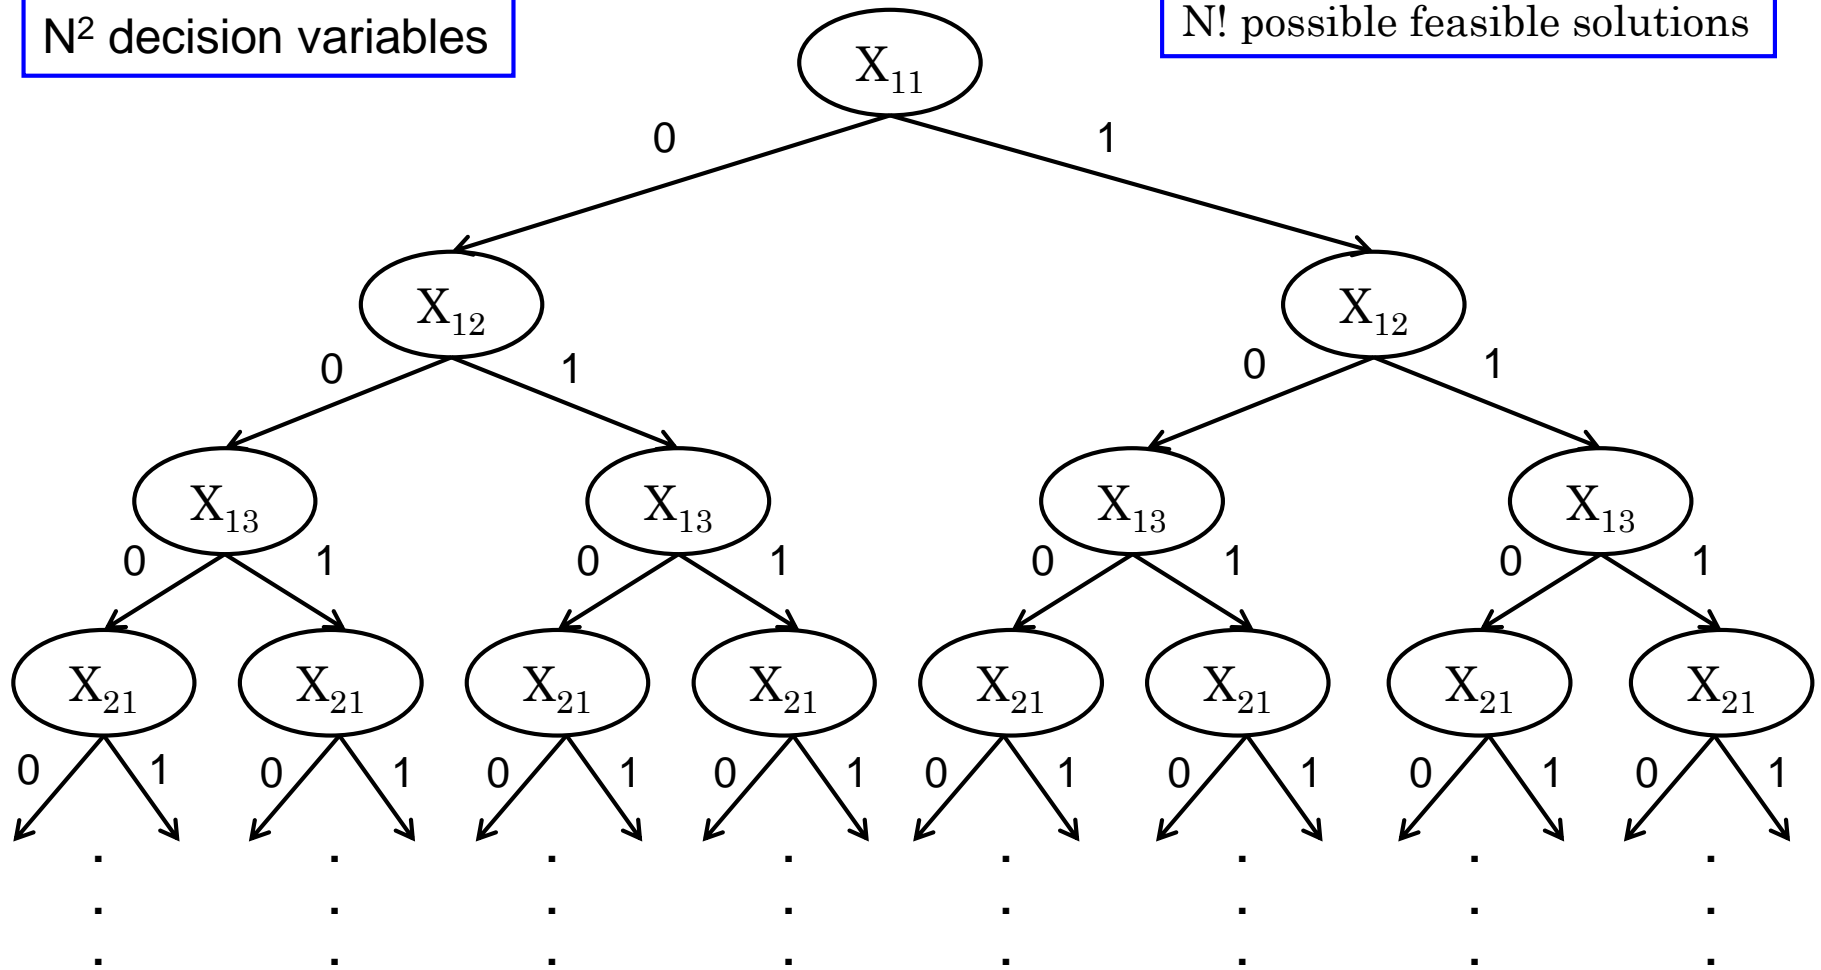 N² decision variables
N! possible feasible solutions
X₁₁
0 1
X₁₂ X₁₂
0 1 0 1
X₁₃ X₁₃ X₁₃ X₁₃
0 1 0 1 0 1 0 1
X₂₁ X₂₁ X₂₁ X₂₁ X₂₁ X₂₁ X₂₁ X₂₁
0 1 0 1 0 1 0 1 0 1 0 1 0 1 0 1
. . . . . . . .
. . . . . . . .
. . . . . . . .